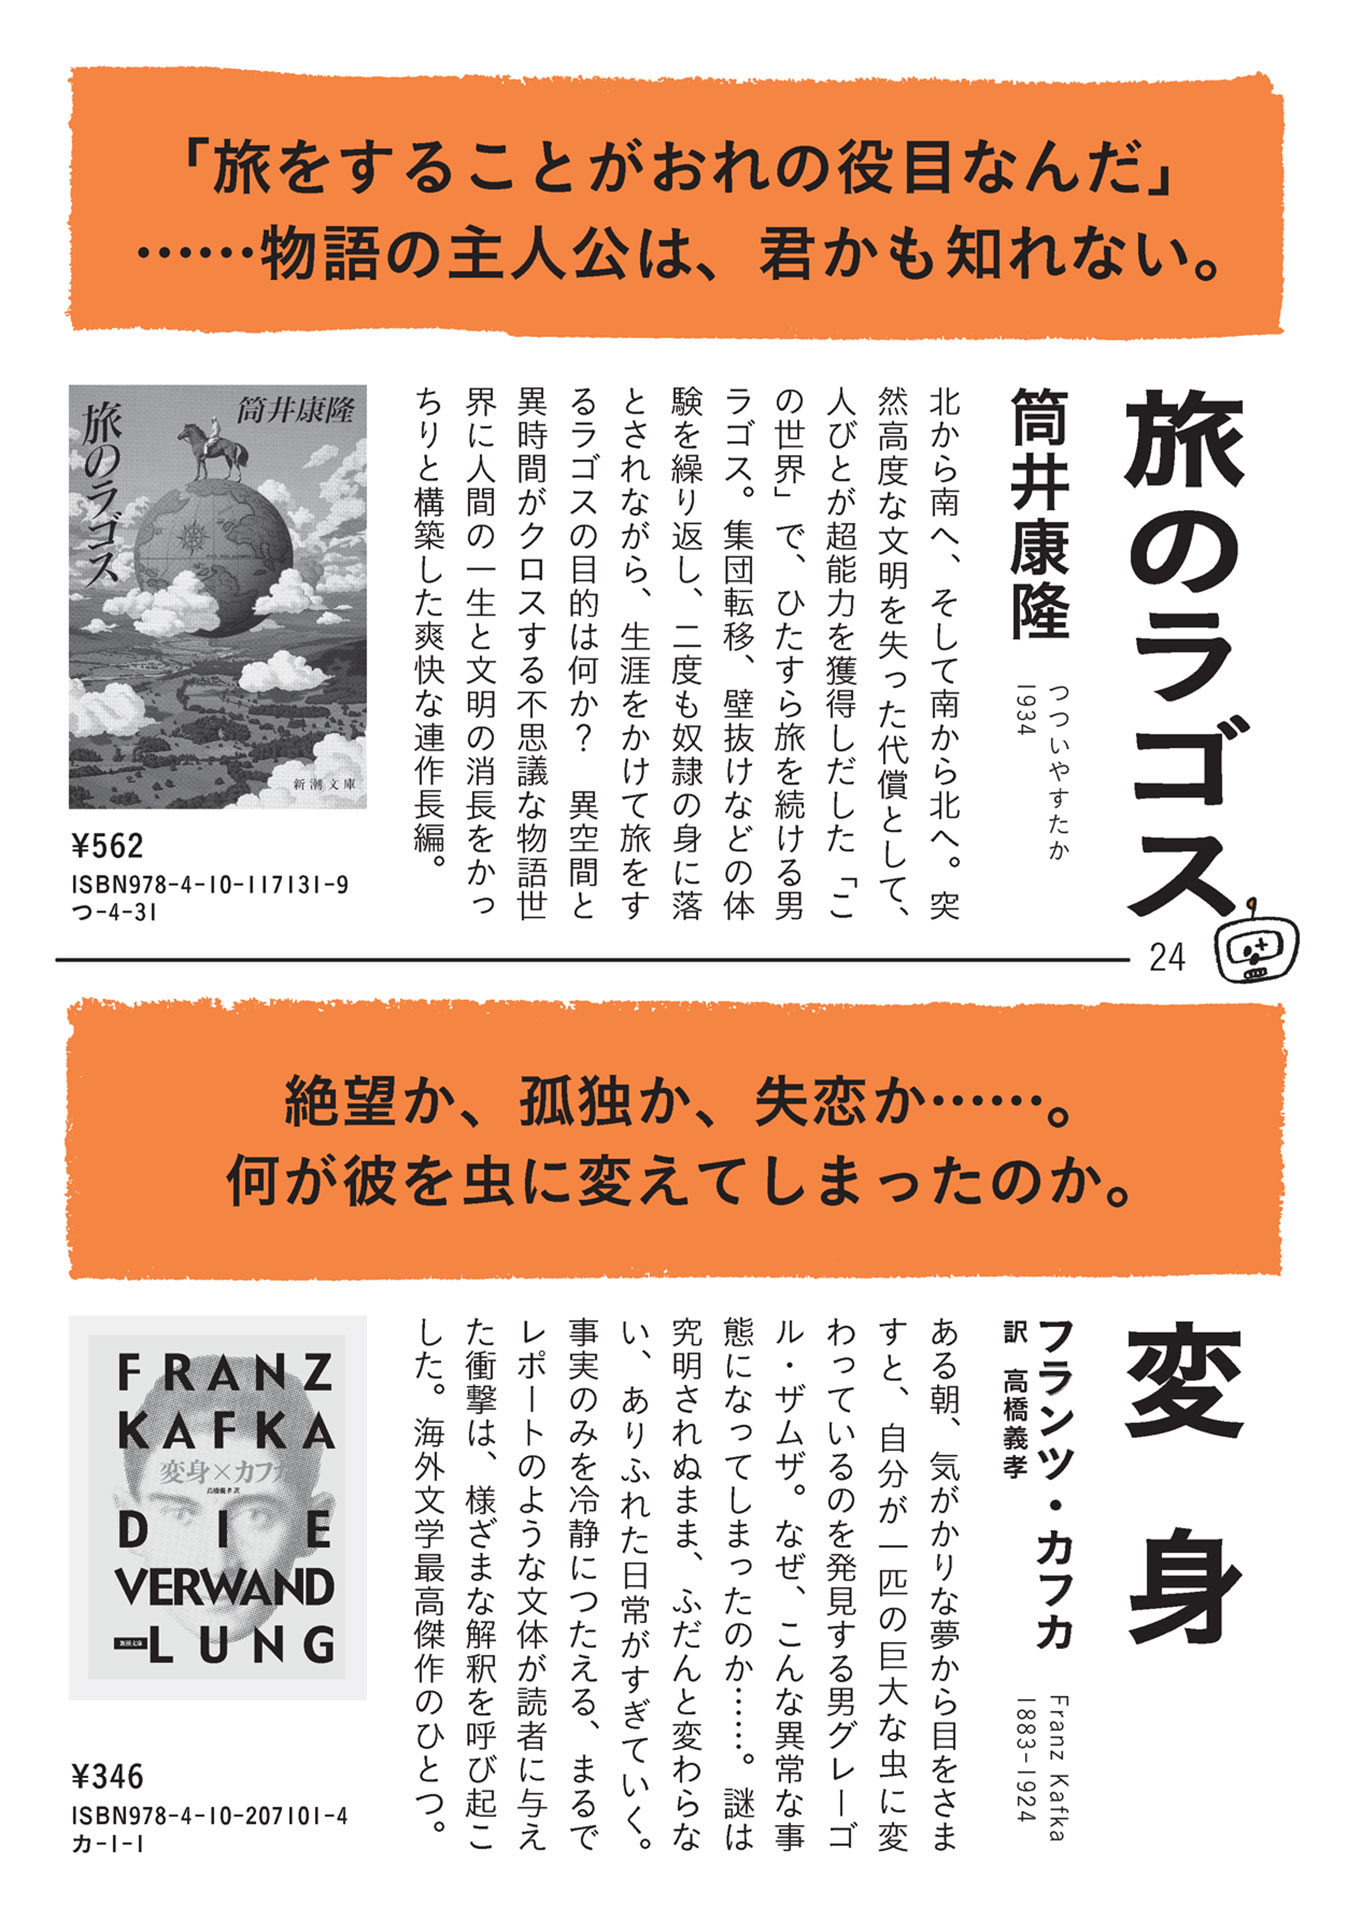 「旅をすることがおれの役目なんだ」
……物語の主人公は、君かも知れない。
旅のラゴス
筒井康隆
つついやすたか
1934
北から南へ、そして南から北へ。突
然高度な文明を失った代償として、
人びとが超能力を獲得しだした「こ
の世界」で、ひたすら旅を続ける男
ラゴス。集団転移、壁抜けなどの体
験を繰り返し、二度も奴隷の身に落
とされながら、生涯をかけて旅をす
るラゴスの目的は何か？　異空間と
異時間がクロスする不思議な物語世
界に人間の一生と文明の消長をかっ
ちりと構築した爽快な連作長編。
旅のラゴス
筒井康隆
新潮文庫
¥562
ISBN978-4-10-117131-9
つ-4-31
24
絶望か、孤独か、失恋か……。
何が彼を虫に変えてしまったのか。
変身
フランツ・カフカ
訳 高橋義孝
Franz Kafka
1883-1924
ある朝、気がかりな夢から目をさま
すと、自分が一匹の巨大な虫に変
わっているのを発見する男グレーゴ
ル・ザムザ。なぜ、こんな異常な事
態になってしまったのか……。謎は
究明されぬまま、ふだんと変わらな
い、ありふれた日常がすぎていく。
事実のみを冷静につたえる、まるで
レポートのような文体が読者に与え
た衝撃は、様ざまな解釈を呼び起こ
した。海外文学最高傑作のひとつ。
FRANZ
KAFKA
変身×カフカ
高橋義孝 訳
DIE
VERWAND
-LUNG
新潮文庫
¥346
ISBN978-4-10-207101-4
カ-1-1